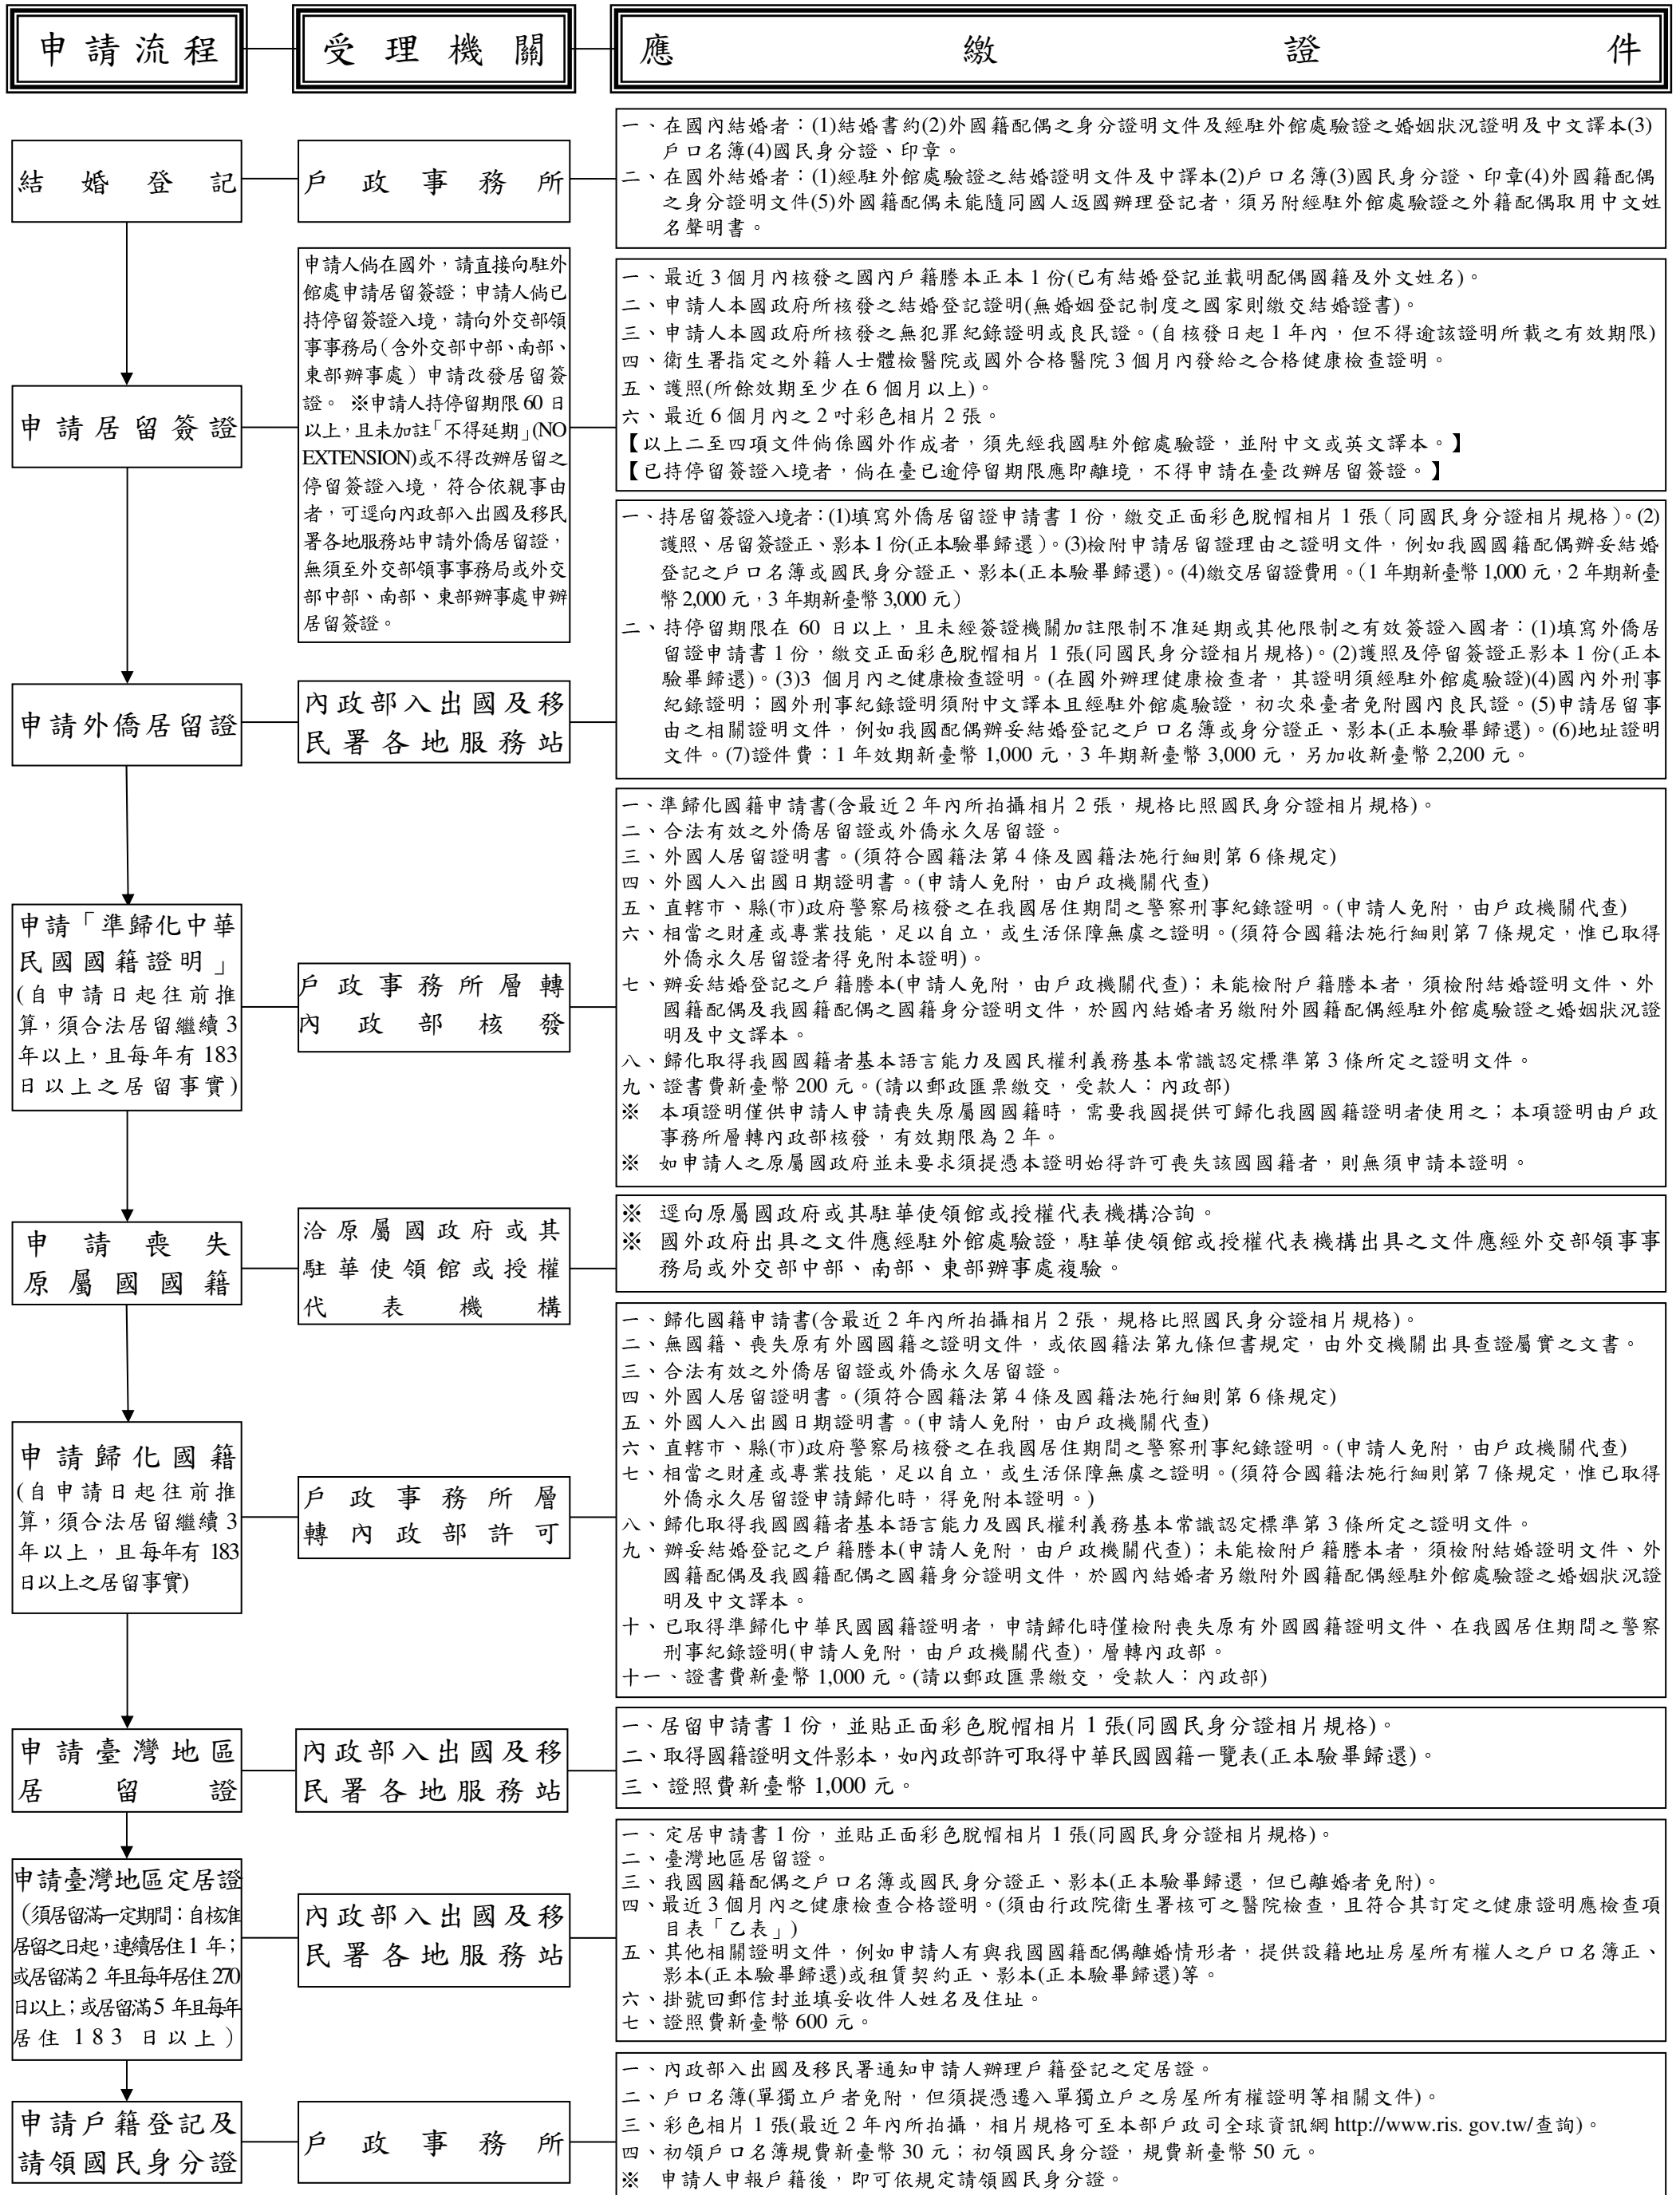 申請流程
受理機關
應繳證件
結婚登記
戶政事務所
一、在國內結婚者：(1)結婚書約(2)外國籍配偶之身分證明文件及經駐外館處驗證之婚姻狀況證明及中文譯本(3)
戶口名簿(4)國民身分證、印章。
二、在國外結婚者：(1)經駐外館處驗證之結婚證明文件及中譯本(2)戶口名簿(3)國民身分證、印章(4)外國籍配偶
之身分證明文件(5)外國籍配偶未能隨同國人返國辦理登記者，須另附經駐外館處驗證之外籍配偶取用中文姓
名聲明書。
申請居留簽證
申請人倘在國外，請直接向駐外
館處申請居留簽證；申請人倘已
持停留簽證入境，請向外交部領
事事務局（含外交部中部、南部、
東部辦事處）申請改發居留簽
證。 ※申請人持停留期限 60 日
以上，且未加註「不得延期」(NO
EXTENSION)或不得改辦居留之
停留簽證入境，符合依親事由
者，可逕向內政部入出國及移民
署各地服務站申請外僑居留證，
無須至外交部領事事務局或外交
部中部、南部、東部辦事處申辦
居留簽證。
一、最近 3 個月內核發之國內戶籍謄本正本 1 份(已有結婚登記並載明配偶國籍及外文姓名)。
二、申請人本國政府所核發之結婚登記證明(無婚姻登記制度之國家則繳交結婚證書)。
三、申請人本國政府所核發之無犯罪紀錄證明或良民證。(自核發日起 1 年內，但不得逾該證明所載之有效期限)
四、衛生署指定之外籍人士體檢醫院或國外合格醫院 3 個月內發給之合格健康檢查證明。
五、護照(所餘效期至少在 6 個月以上)。
六、最近 6 個月內之 2 吋彩色相片 2 張。
【以上二至四項文件倘係國外作成者，須先經我國駐外館處驗證，並附中文或英文譯本。】
【已持停留簽證入境者，倘在臺已逾停留期限應即離境，不得申請在臺改辦居留簽證。】
申請外僑居留證
內政部入出國及移
民署各地服務站
一、持居留簽證入境者：(1)填寫外僑居留證申請書 1 份，繳交正面彩色脫帽相片 1 張（同國民身分證相片規格）。(2)
護照、居留簽證正、影本 1 份(正本驗畢歸還）。(3)檢附申請居留證理由之證明文件，例如我國國籍配偶辦妥結婚
登記之戶口名簿或國民身分證正、影本(正本驗畢歸還)。(4)繳交居留證費用。（1 年期新臺幣 1,000 元，2 年期新臺
幣 2,000 元，3 年期新臺幣 3,000 元）
二、持停留期限在 60 日以上，且未經簽證機關加註限制不准延期或其他限制之有效簽證入國者：(1)填寫外僑居
留證申請書 1 份，繳交正面彩色脫帽相片 1 張(同國民身分證相片規格)。(2)護照及停留簽證正影本 1 份(正本
驗畢歸還)。(3)3 個月內之健康檢查證明。(在國外辦理健康檢查者，其證明須經駐外館處驗證)(4)國內外刑事
紀錄證明；國外刑事紀錄證明須附中文譯本且經駐外館處驗證，初次來臺者免附國內良民證。(5)申請居留事
由之相關證明文件，例如我國配偶辦妥結婚登記之戶口名簿或身分證正、影本(正本驗畢歸還)。(6)地址證明
文件。(7)證件費：1 年效期新臺幣 1,000 元，3 年期新臺幣 3,000 元，另加收新臺幣 2,200 元。
申請「準歸化中華
民國國籍證明」
(自申請日起往前推
算，須合法居留繼續 3
年以上，且每年有 183
日以上之居留事實)
戶政事務所層轉
內政部核發
一、準歸化國籍申請書(含最近 2 年內所拍攝相片 2 張，規格比照國民身分證相片規格)。
二、合法有效之外僑居留證或外僑永久居留證。
三、外國人居留證明書。(須符合國籍法第 4 條及國籍法施行細則第 6 條規定)
四、外國人入出國日期證明書。(申請人免附，由戶政機關代查)
五、直轄市、縣(市)政府警察局核發之在我國居住期間之警察刑事紀錄證明。(申請人免附，由戶政機關代查)
六、相當之財產或專業技能，足以自立，或生活保障無虞之證明。(須符合國籍法施行細則第 7 條規定，惟已取得
外僑永久居留證者得免附本證明)。
七、辦妥結婚登記之戶籍謄本(申請人免附，由戶政機關代查)；未能檢附戶籍謄本者，須檢附結婚證明文件、外
國籍配偶及我國籍配偶之國籍身分證明文件，於國內結婚者另繳附外國籍配偶經駐外館處驗證之婚姻狀況證
明及中文譯本。
八、歸化取得我國國籍者基本語言能力及國民權利義務基本常識認定標準第 3 條所定之證明文件。
九、證書費新臺幣 200 元。(請以郵政匯票繳交，受款人：內政部)
※ 本項證明僅供申請人申請喪失原屬國國籍時，需要我國提供可歸化我國國籍證明者使用之；本項證明由戶政
事務所層轉內政部核發，有效期限為 2 年。
※ 如申請人之原屬國政府並未要求須提憑本證明始得許可喪失該國國籍者，則無須申請本證明。
申請喪失
原屬國國籍
洽原屬國政府或其
駐華使領館或授權
代表機構
※ 逕向原屬國政府或其駐華使領館或授權代表機構洽詢。
※ 國外政府出具之文件應經駐外館處驗證，駐華使領館或授權代表機構出具之文件應經外交部領事事
務局或外交部中部、南部、東部辦事處複驗。
申請歸化國籍
(自申請日起往前推
算，須合法居留繼續 3
年以上，且每年有 183
日以上之居留事實)
戶政事務所層
轉內政部許可
一、歸化國籍申請書(含最近 2 年內所拍攝相片 2 張，規格比照國民身分證相片規格)。
二、無國籍、喪失原有外國國籍之證明文件，或依國籍法第九條但書規定，由外交機關出具查證屬實之文書。
三、合法有效之外僑居留證或外僑永久居留證。
四、外國人居留證明書。(須符合國籍法第 4 條及國籍法施行細則第 6 條規定)
五、外國人入出國日期證明書。(申請人免附，由戶政機關代查)
六、直轄市、縣(市)政府警察局核發之在我國居住期間之警察刑事紀錄證明。(申請人免附，由戶政機關代查)
七、相當之財產或專業技能，足以自立，或生活保障無虞之證明。(須符合國籍法施行細則第 7 條規定，惟已取得
外僑永久居留證申請歸化時，得免附本證明。)
八、歸化取得我國國籍者基本語言能力及國民權利義務基本常識認定標準第 3 條所定之證明文件。
九、辦妥結婚登記之戶籍謄本(申請人免附，由戶政機關代查)；未能檢附戶籍謄本者，須檢附結婚證明文件、外
國籍配偶及我國籍配偶之國籍身分證明文件，於國內結婚者另繳附外國籍配偶經駐外館處驗證之婚姻狀況證
明及中文譯本。
十、已取得準歸化中華民國國籍證明者，申請歸化時僅檢附喪失原有外國國籍證明文件、在我國居住期間之警察
刑事紀錄證明(申請人免附，由戶政機關代查)，層轉內政部。
十一、證書費新臺幣 1,000 元。(請以郵政匯票繳交，受款人：內政部)
申請臺灣地區
居留證
內政部入出國及移
民署各地服務站
一、居留申請書 1 份，並貼正面彩色脫帽相片 1 張(同國民身分證相片規格)。
二、取得國籍證明文件影本，如內政部許可取得中華民國國籍一覽表(正本驗畢歸還)。
三、證照費新臺幣 1,000 元。
申請臺灣地區定居證
（須居留滿一定期間：自核准
居留之日起，連續居住 1 年；
或居留滿 2 年且每年居住 270
日以上；或居留滿 5 年且每年
居住 183 日以上）
內政部入出國及移
民署各地服務站
一、定居申請書 1 份，並貼正面彩色脫帽相片 1 張(同國民身分證相片規格)。
二、臺灣地區居留證。
三、我國國籍配偶之戶口名簿或國民身分證正、影本(正本驗畢歸還，但已離婚者免附)。
四、最近 3 個月內之健康檢查合格證明。(須由行政院衛生署核可之醫院檢查，且符合其訂定之健康證明應檢查項
目表「乙表」)
五、其他相關證明文件，例如申請人有與我國國籍配偶離婚情形者，提供設籍地址房屋所有權人之戶口名簿正、
影本(正本驗畢歸還)或租賃契約正、影本(正本驗畢歸還)等。
六、掛號回郵信封並填妥收件人姓名及住址。
七、證照費新臺幣 600 元。
申請戶籍登記及
請領國民身分證
戶政事務所
一、內政部入出國及移民署通知申請人辦理戶籍登記之定居證。
二、戶口名簿(單獨立戶者免附，但須提憑遷入單獨立戶之房屋所有權證明等相關文件)。
三、彩色相片 1 張(最近 2 年內所拍攝，相片規格可至本部戶政司全球資訊網 http://www.ris. gov.tw/查詢)。
四、初領戶口名簿規費新臺幣 30 元；初領國民身分證，規費新臺幣 50 元。
※ 申請人申報戶籍後，即可依規定請領國民身分證。